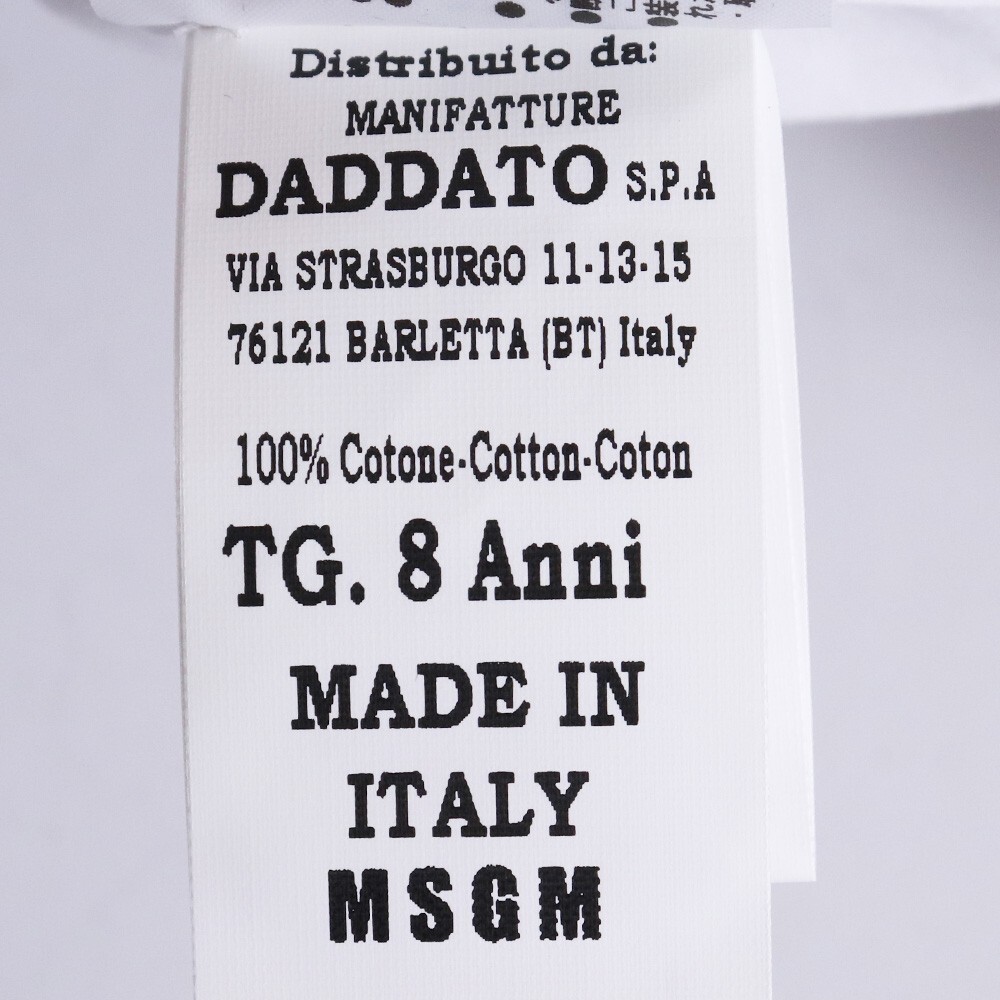 Distribuito da:
MANIFATTURE
DADDATO S.P.A
VIA STRASBURGO 11-13-15
76121 BARLETTA (BT) Italy
100% Cotone-Cotton-Coton
TG. 8 Anni
MADE IN
ITALY
MSGM